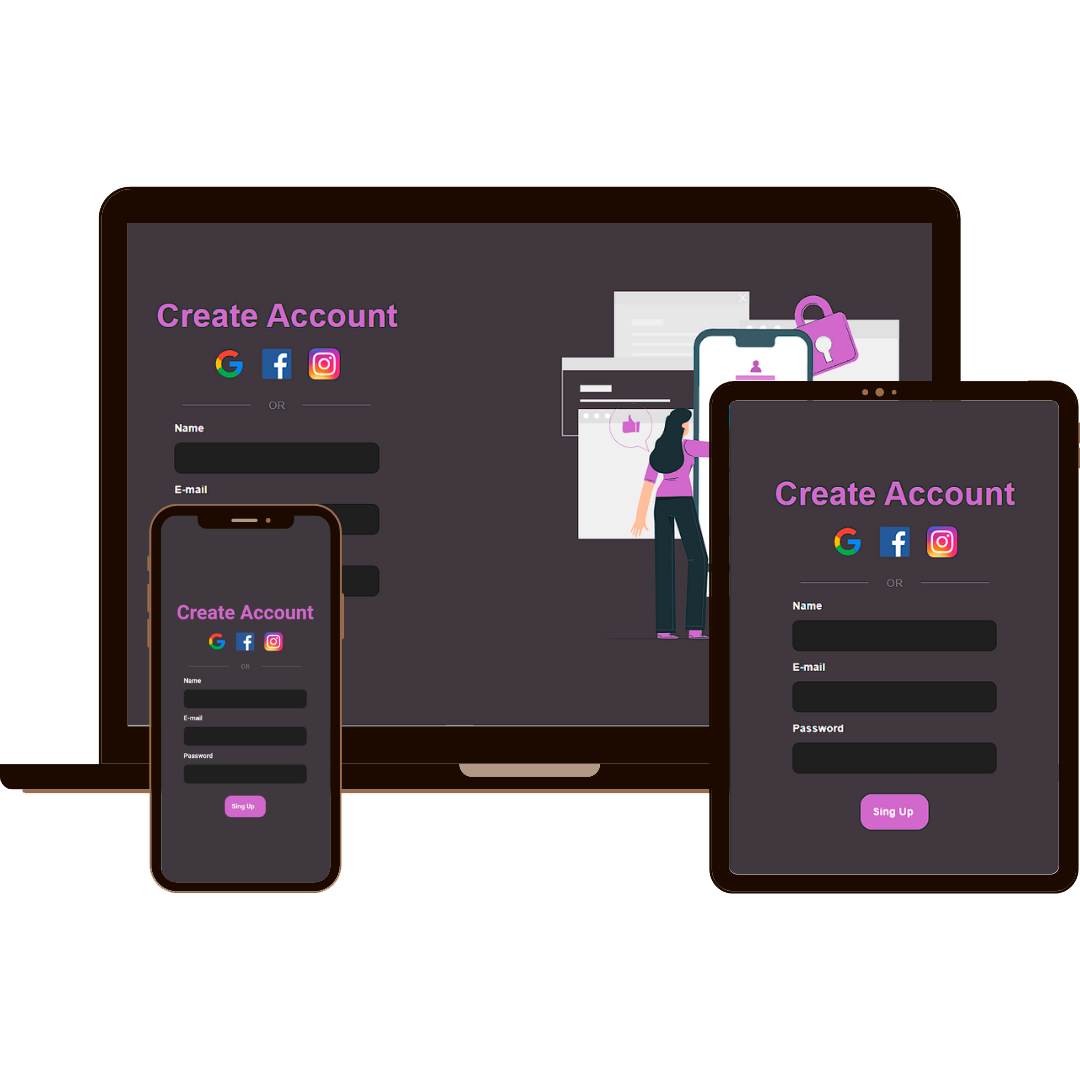 Create Account
OR
Name
E-mail
Create Account
OR
Name
E-mail
Password
Sing Up
Create Account
OR
Name
E-mail
Password
Sing Up